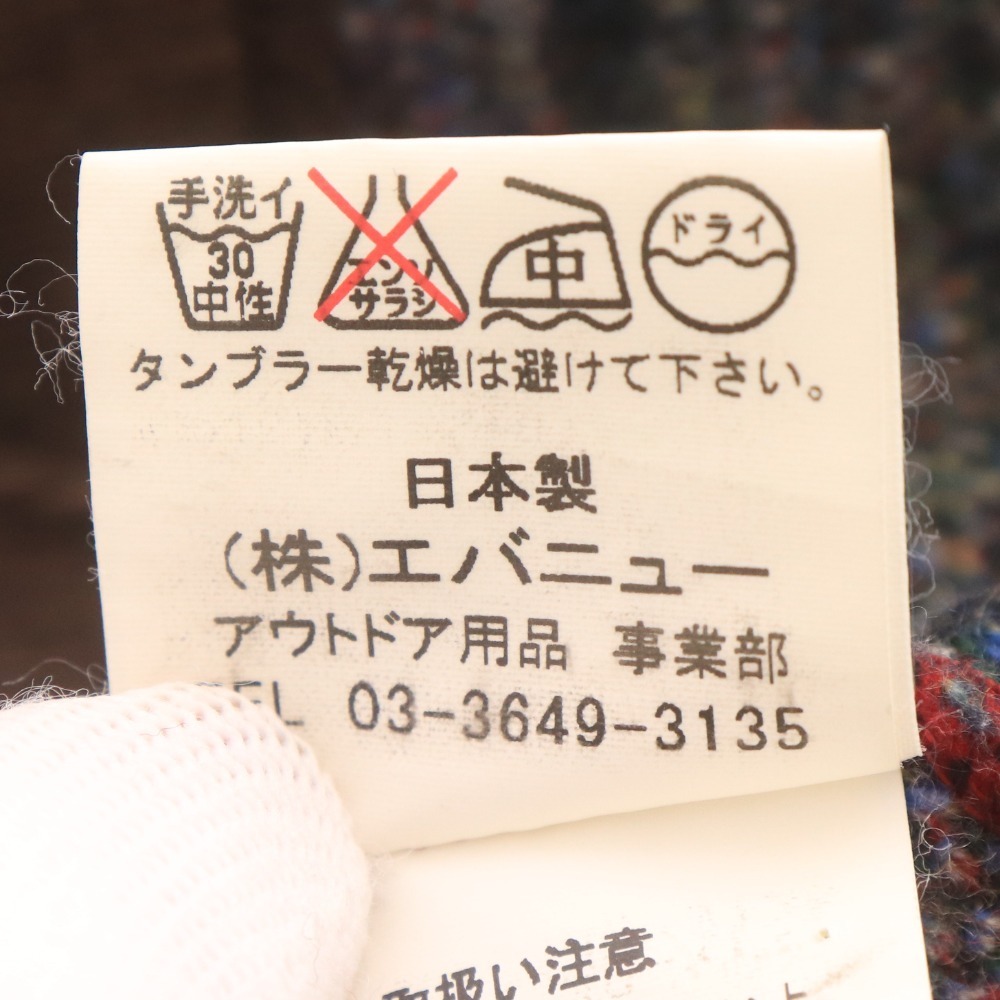 手洗イ エンソ 中 ドライ
30 サラシ
中性
タンブラー乾燥は避けて下さい。
日本製
(株)エバニュー
アウトドア用品 事業部
TEL 03-3649-3135
取扱い注意